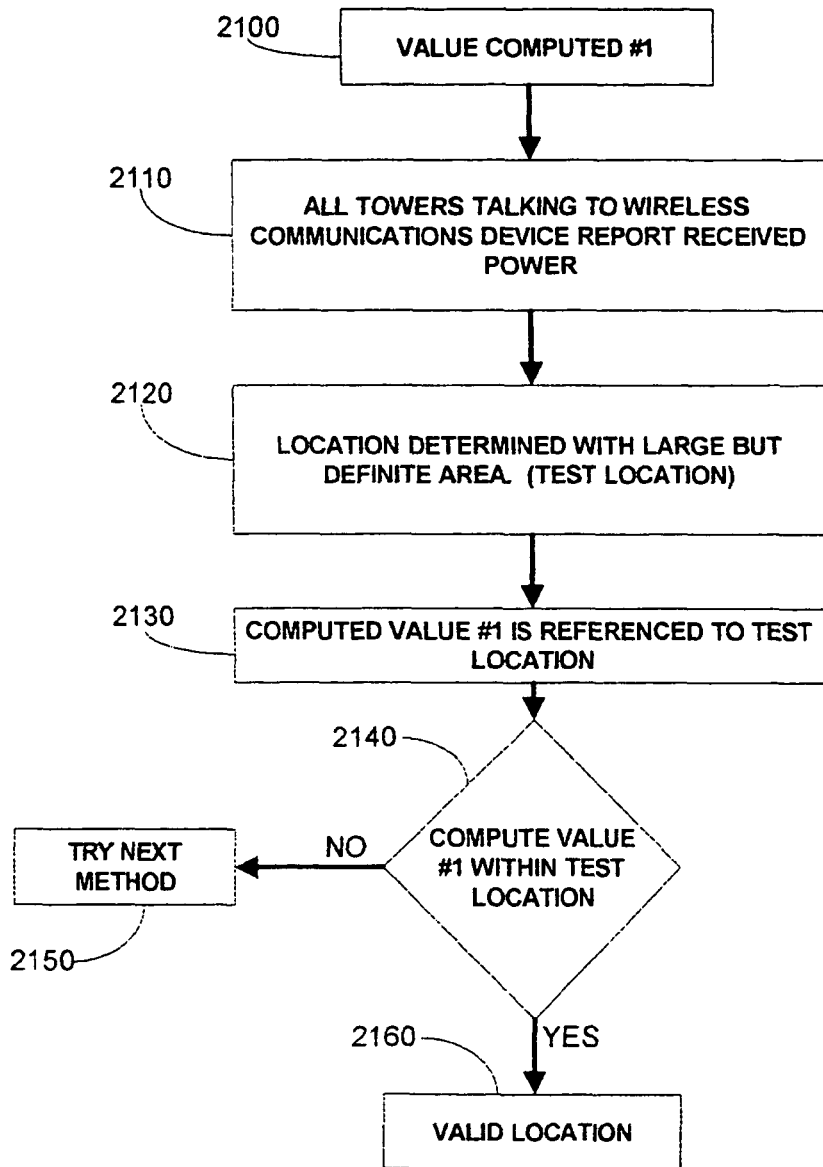 2100
VALUE COMPUTED #1
2110
ALL TOWERS TALKING TO WIRELESS
COMMUNICATIONS DEVICE REPORT RECEIVED
POWER
2120
LOCATION DETERMINED WITH LARGE BUT
DEFINITE AREA. (TEST LOCATION)
2130
COMPUTED VALUE #1 IS REFERENCED TO TEST
LOCATION
2140
COMPUTE VALUE
#1 WITHIN TEST
LOCATION
NO
TRY NEXT
METHOD
2150
YES
2160
VALID LOCATION